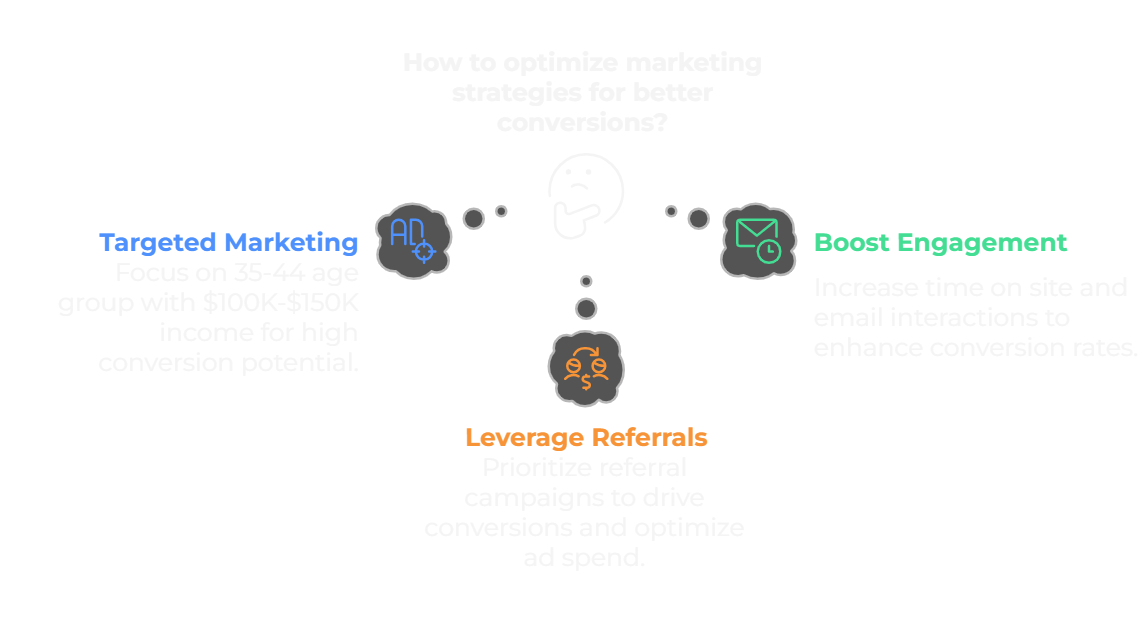 How to optimize marketing
strategies for better
conversions?
AD
Targeted Marketing
Focus on 35-44 age
group with $100K-$150K
income for high
conversion potential.
Boost Engagement
Increase time on site and
email interactions to
enhance conversion rates.
$
Leverage Referrals
Prioritize referral
campaigns to drive
conversions and optimize
ad spend.